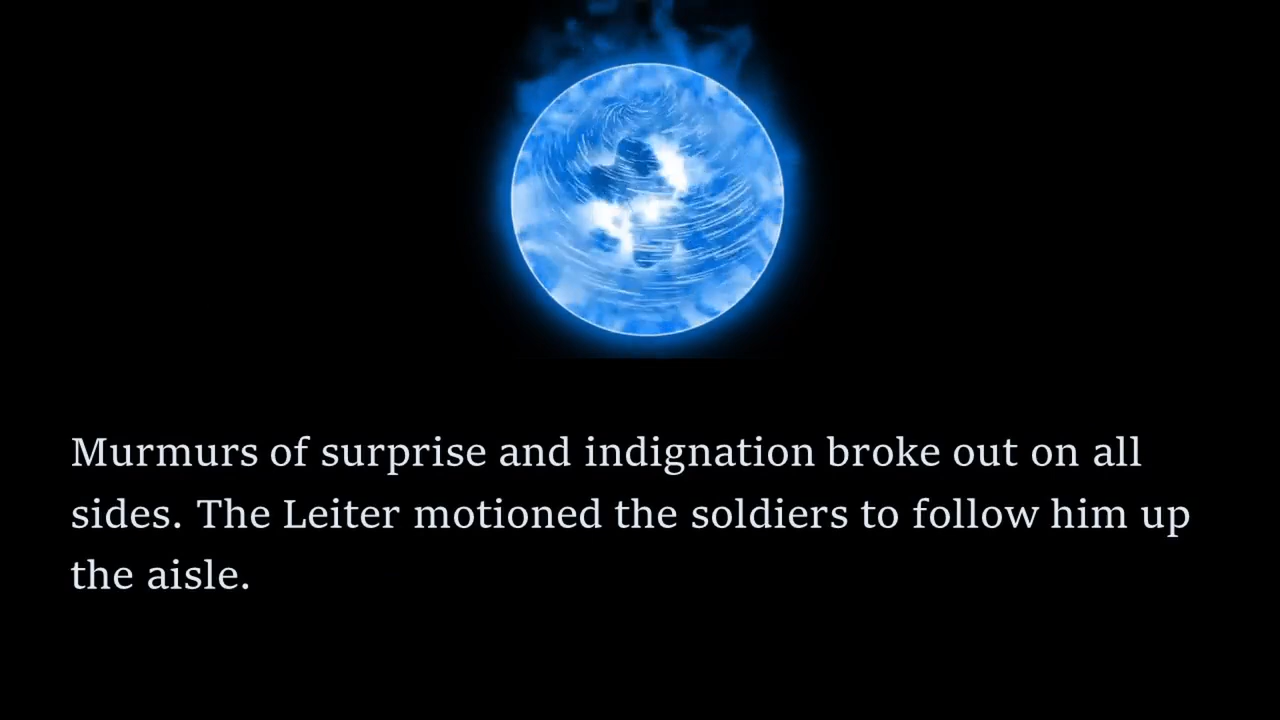 Murmurs of surprise and indignation broke out on all
sides. The Leiter motioned the soldiers to follow him up
the aisle.